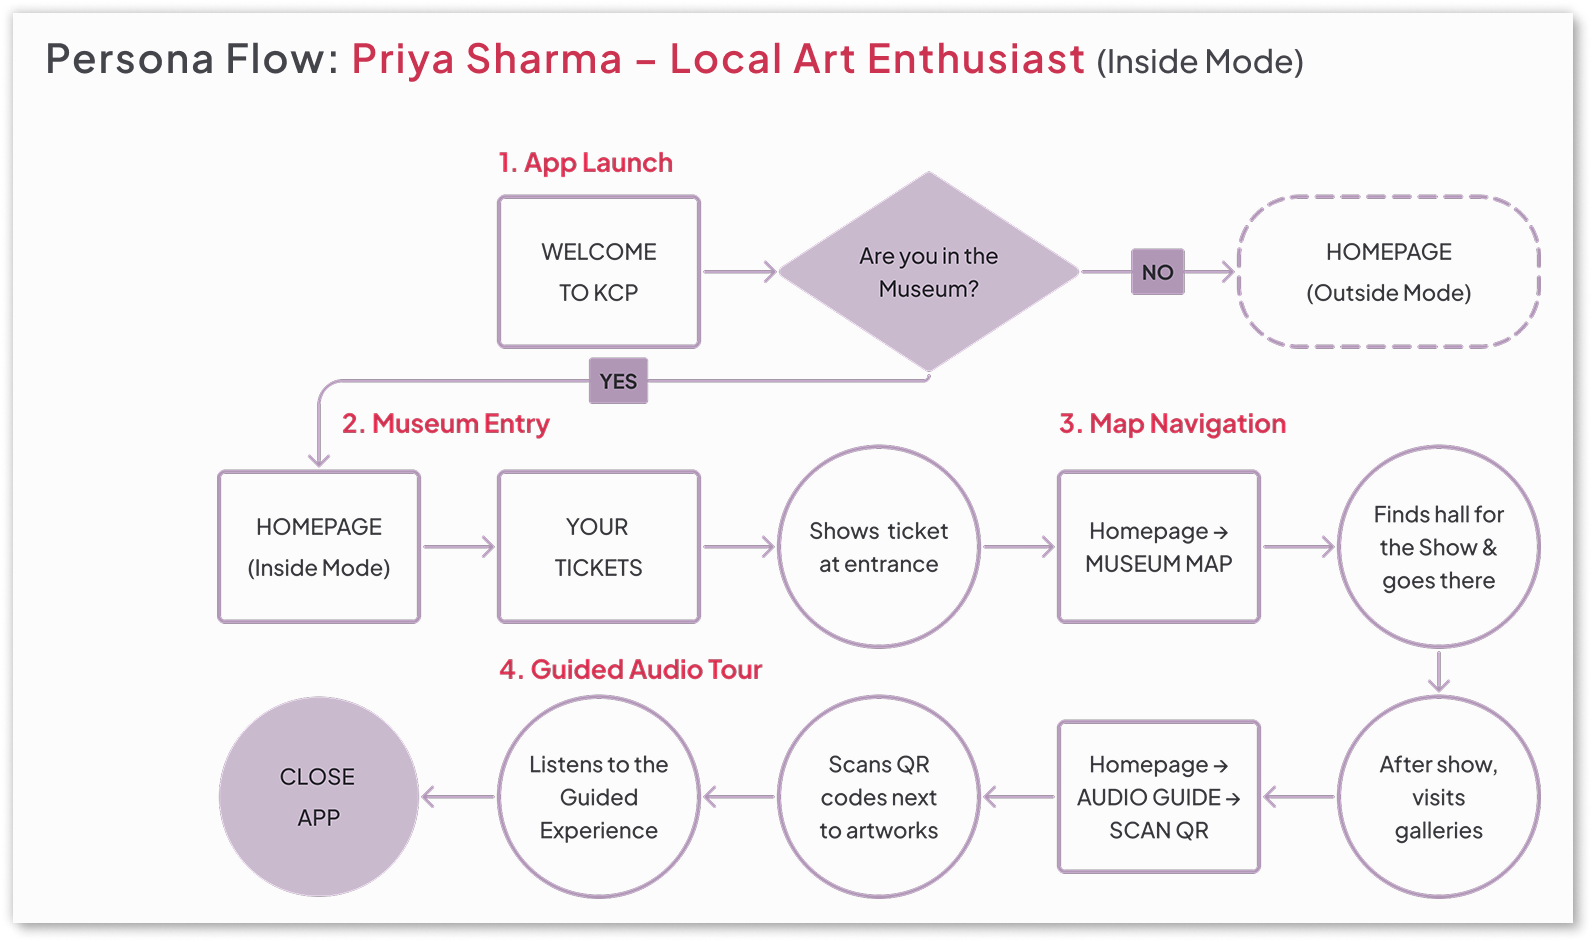 Persona Flow: Priya Sharma – Local Art Enthusiast (Inside Mode)
1. App Launch
WELCOME
TO KCP
Are you in the
Museum?
NO
HOMEPAGE
(Outside Mode)
YES
2. Museum Entry
HOMEPAGE
(Inside Mode)
YOUR
TICKETS
Shows ticket
at entrance
3. Map Navigation
Homepage →
MUSEUM MAP
Finds hall for
the Show &
goes there
After show,
visits
galleries
Homepage →
AUDIO GUIDE →
SCAN QR
4. Guided Audio Tour
Scans QR
codes next
to artworks
Listens to the
Guided
Experience
CLOSE
APP